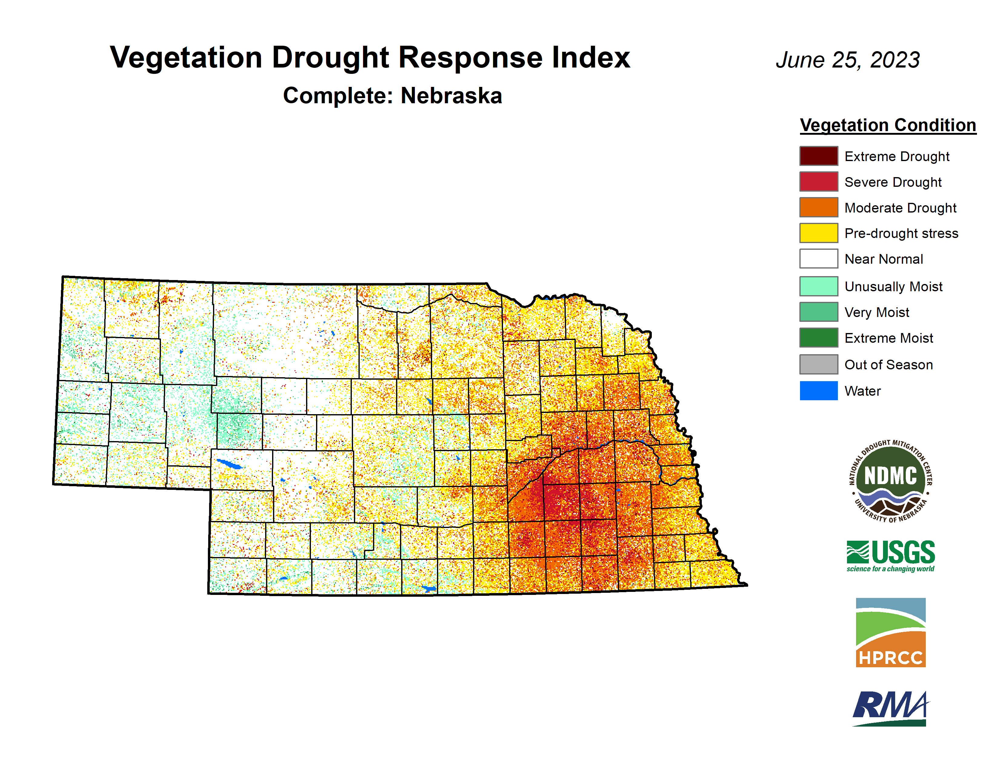 Vegetation Drought Response Index
June 25, 2023
Complete: Nebraska
Vegetation Condition
Extreme Drought
Severe Drought
Moderate Drought
Pre-drought stress
Near Normal
Unusually Moist
Very Moist
Extreme Moist
Out of Season
Water
NATIONAL DROUGHT MITIGATION CENTER
NDMC
UNIVERSITY OF NEBRASKA
USGS
science for a changing world
HPRCC
RMA